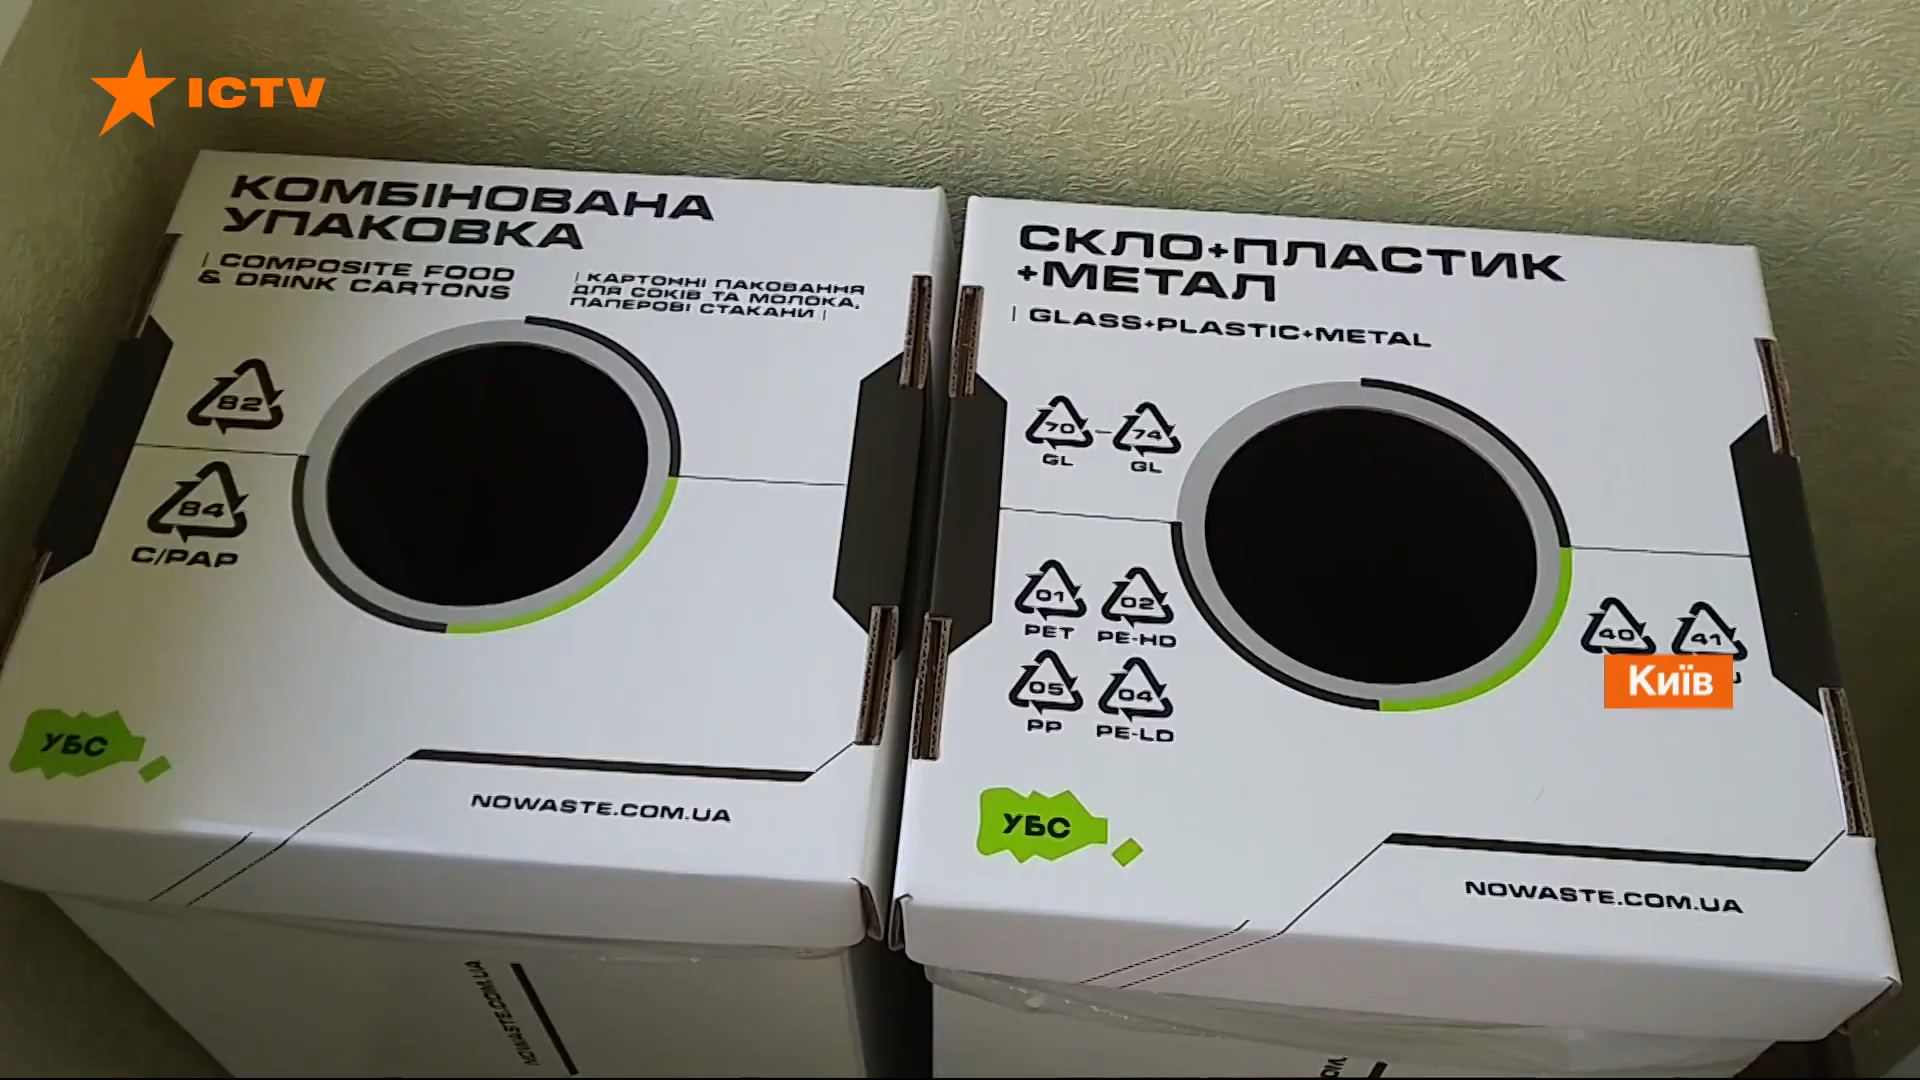 ICTV
КОМБІНОВАНА
УПАКОВКА
| COMPOSITE FOOD
& DRINK CARTONS
| КАРТОННІ ПАКОВАННЯ
ДЛЯ СОКІВ ТА МОЛОКА,
ПАПЕРОВІ СТАКАНИ |
82
84
C/PAP
УБС
NOWASTE.COM.UA
NOWASTE.COM.UA
СКЛО+ПЛАСТИК
+МЕТАЛ
| GLASS+PLASTIC+METAL
70 – 74
GL GL
01 02
PET PE-HD
05 04
PP PE-LD
40 41
Київ
УБС
NOWASTE.COM.UA